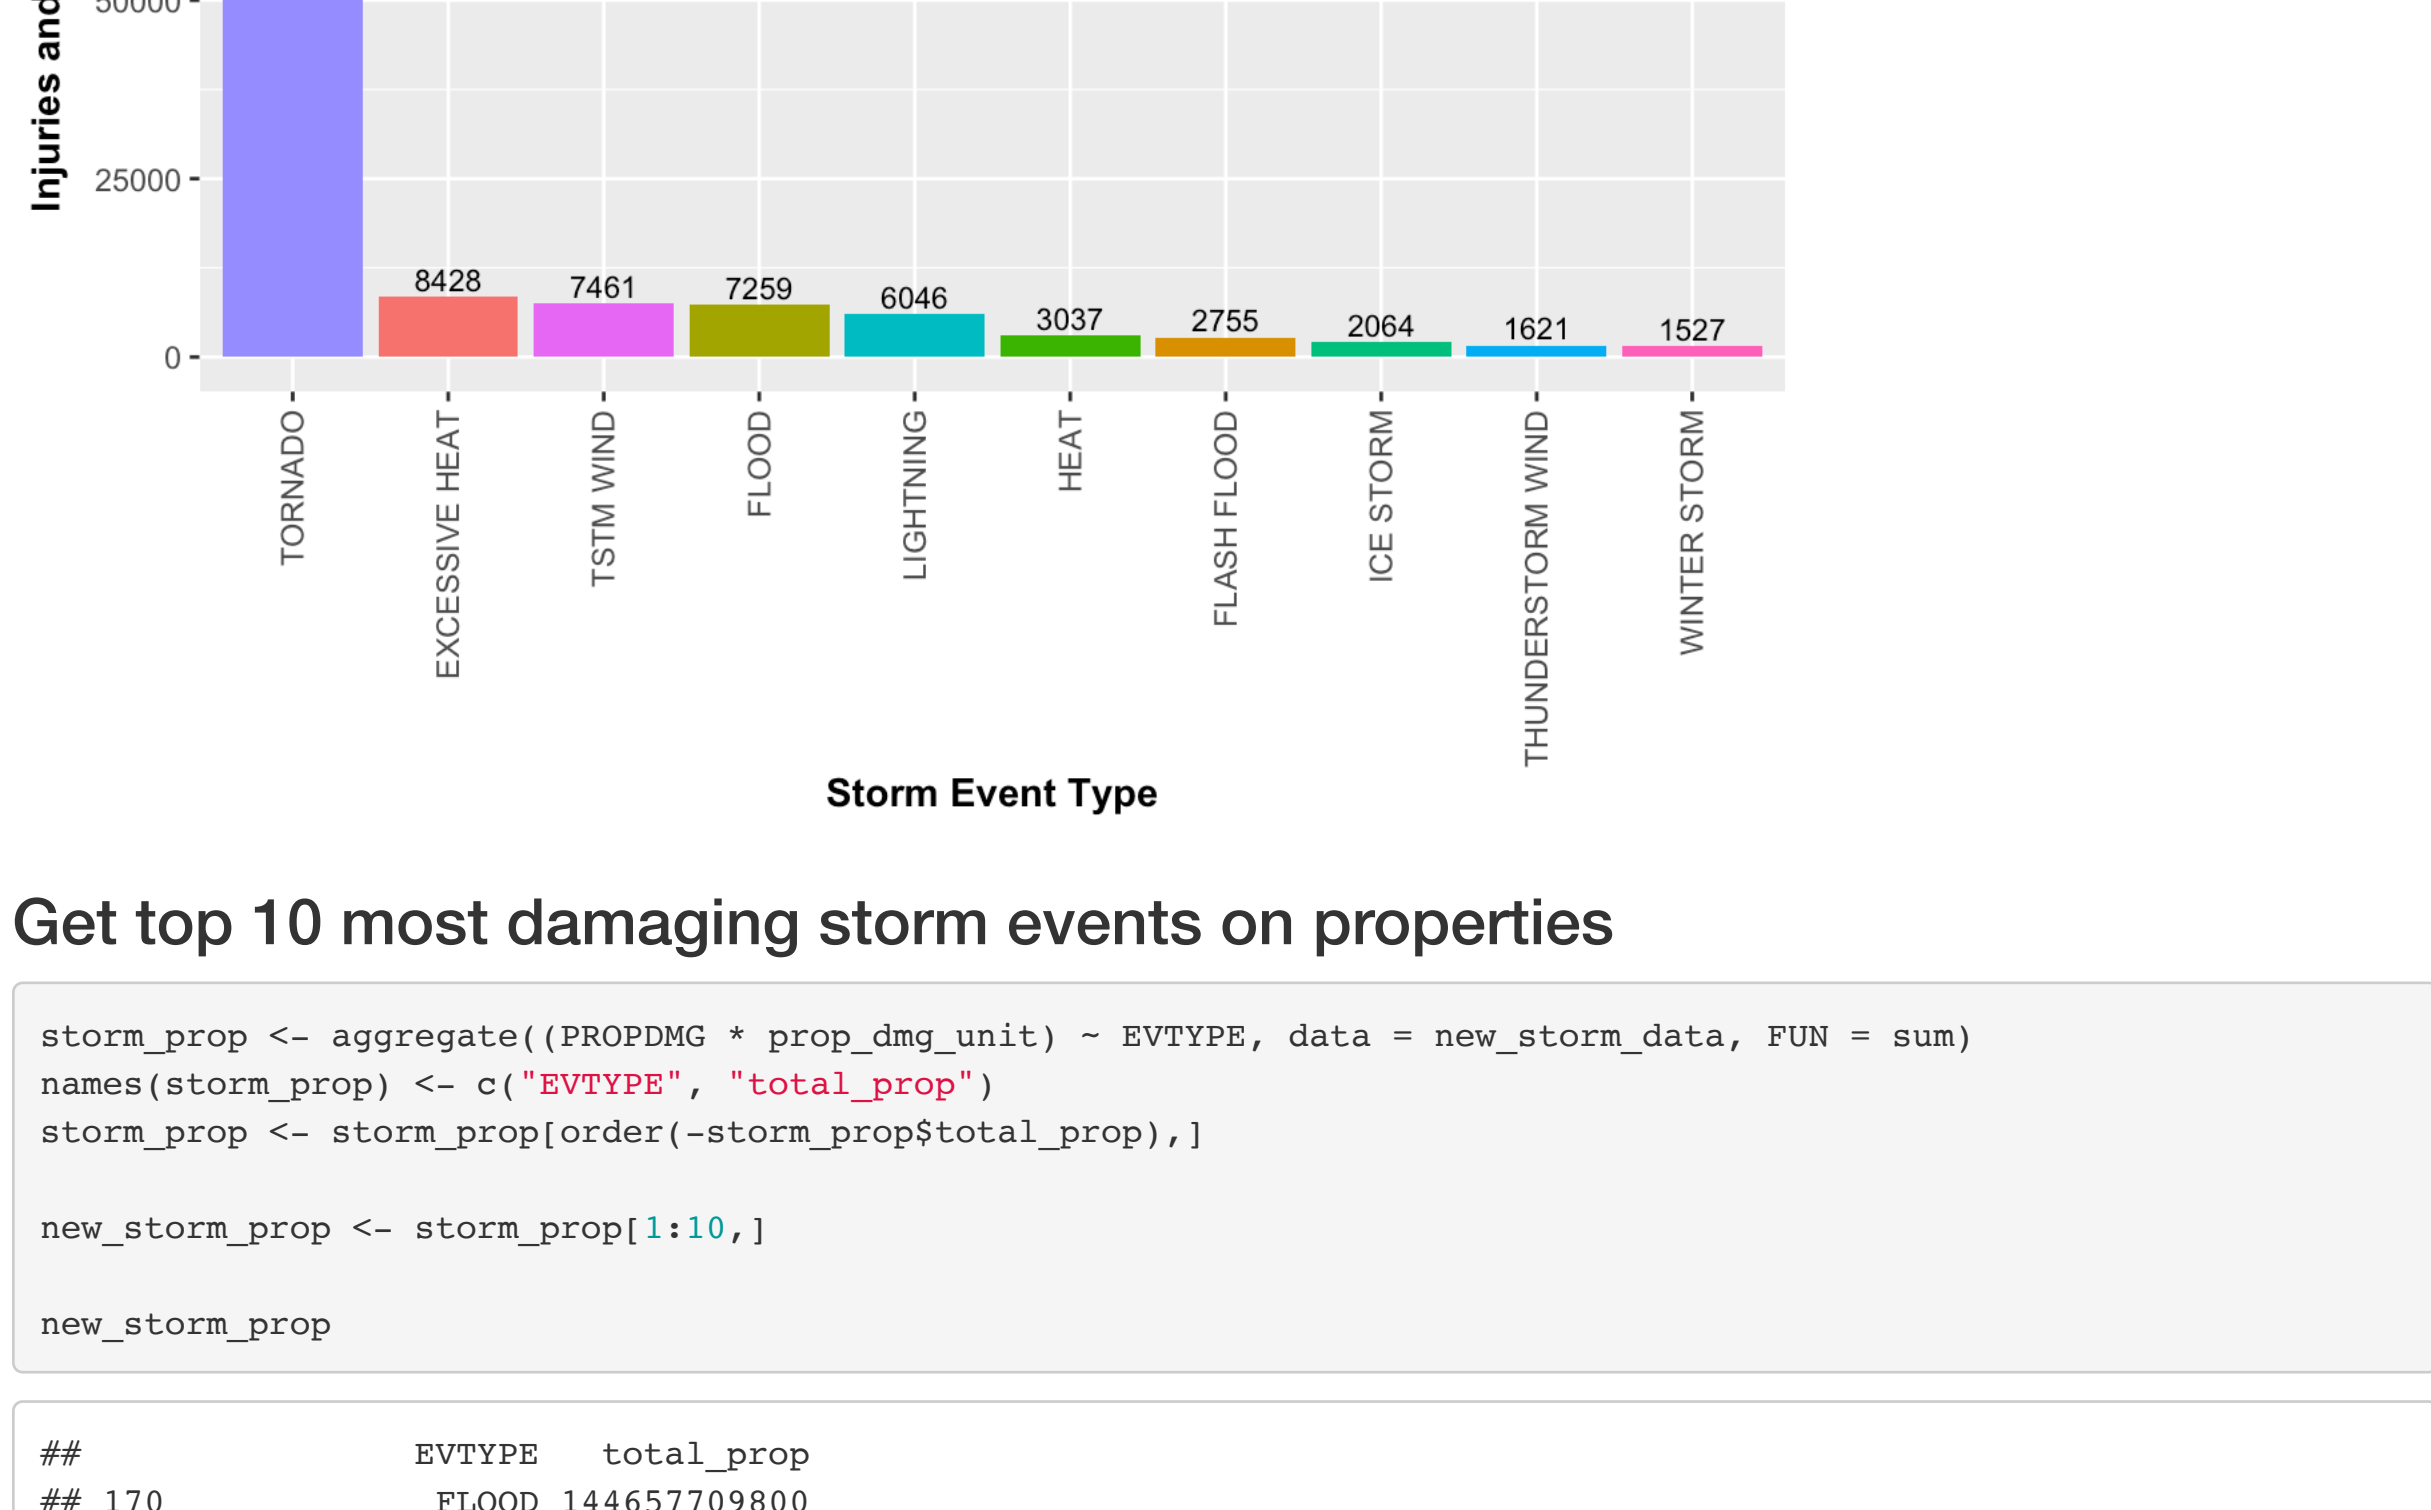 50000
Injuries and
25000
8428
7461
7259
6046
3037
2755
2064
1621
1527
0
TORNADO
EXCESSIVE HEAT
TSTM WIND
FLOOD
LIGHTNING
HEAT
FLASH FLOOD
ICE STORM
THUNDERSTORM WIND
WINTER STORM
Storm Event Type
Get top 10 most damaging storm events on properties
storm_prop <- aggregate((PROPDMG * prop_dmg_unit) ~ EVTYPE, data = new_storm_data, FUN = sum)
names(storm_prop) <- c("EVTYPE", "total_prop")
storm_prop <- storm_prop[order(-storm_prop$total_prop),]
new_storm_prop <- storm_prop[1:10,]
new_storm_prop
## EVTYPE total_prop
## 170 FLOOD 144657709800